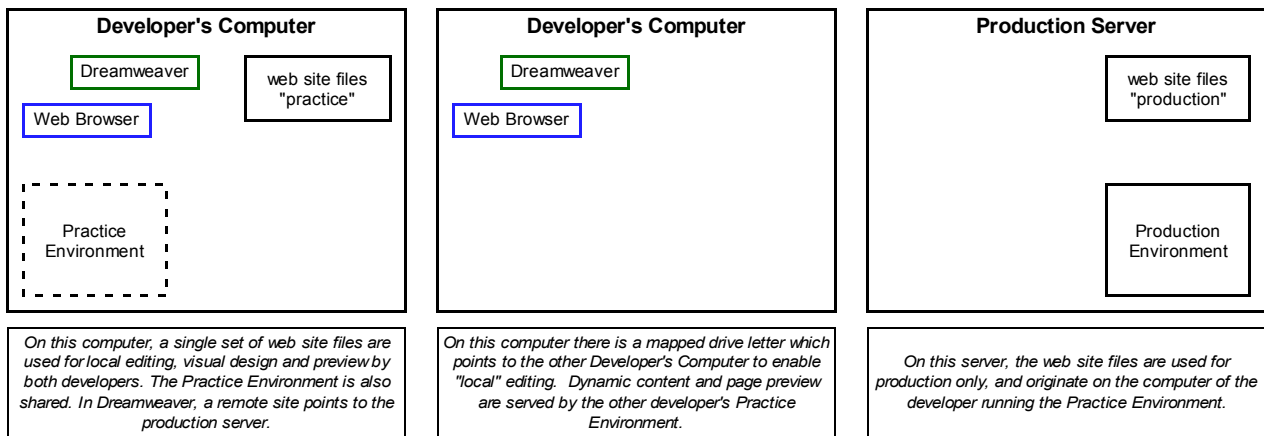 Developer's Computer
Dreamweaver
web site files
"practice"
Web Browser
Practice
Environment
On this computer, a single set of web site files are
used for local editing, visual design and preview by
both developers. The Practice Environment is also
shared. In Dreamweaver, a remote site points to the
production server.
Developer's Computer
Dreamweaver
Web Browser
On this computer there is a mapped drive letter which
points to the other Developer's Computer to enable
"local" editing.  Dynamic content and page preview
are served by the other developer's Practice
Environment.
Production Server
web site files
"production"
Production
Environment
On this server, the web site files are used for
production only, and originate on the computer of the
developer running the Practice Environment.